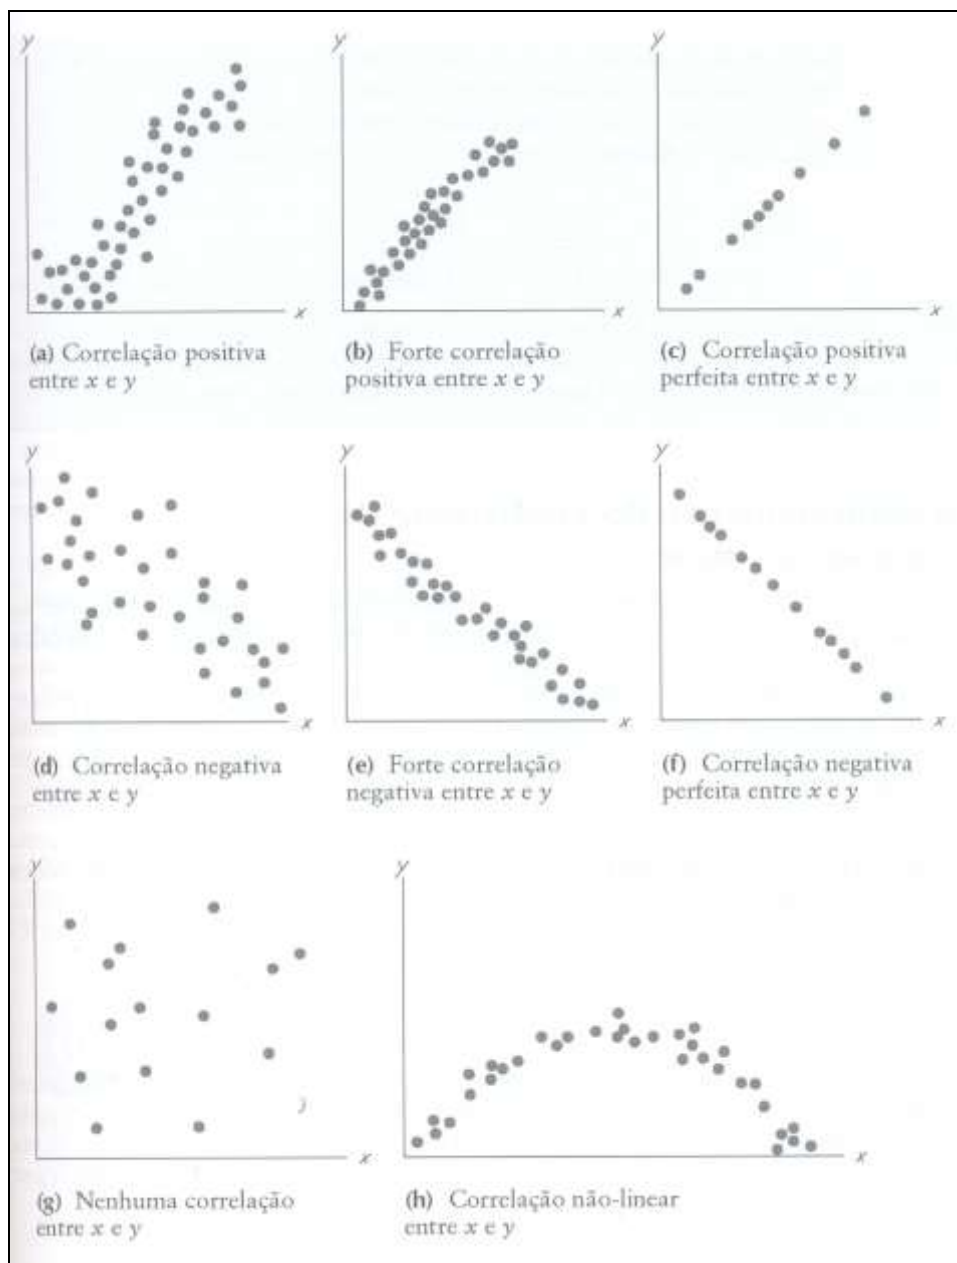 y
y
y
x
x
x
(a) Correlação positiva
entre x e y
(b) Forte correlação
positiva entre x e y
(c) Correlação positiva
perfeita entre x e y
y
y
y
x
x
x
(d) Correlação negativa
entre x e y
(e) Forte correlação
negativa entre x e y
(f) Correlação negativa
perfeita entre x e y
y
y
x
x
(g) Nenhuma correlação
entre x e y
(h) Correlação não-linear
entre x e y